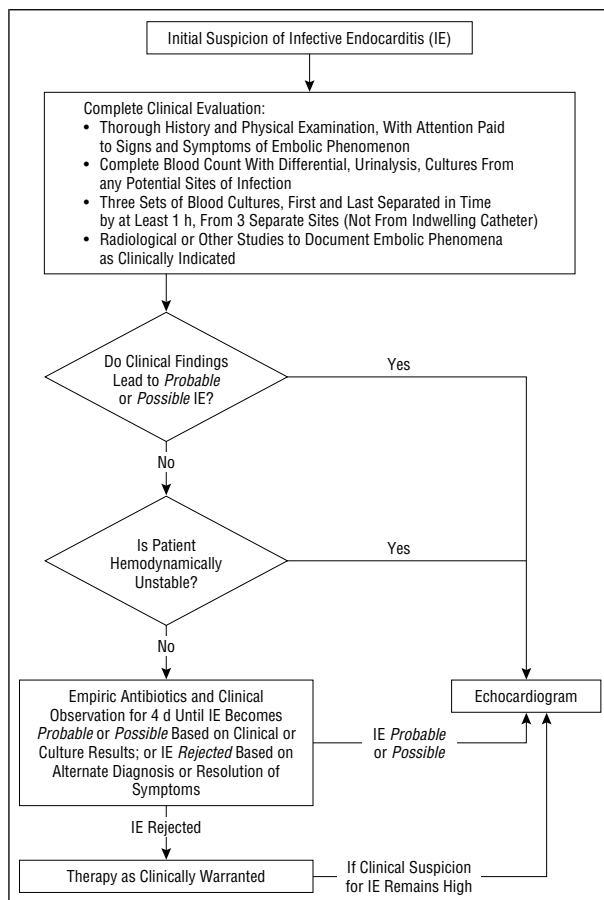 Initial Suspicion of Infective Endocarditis (IE)
Complete Clinical Evaluation:
• Thorough History and Physical Examination, With Attention Paid
to Signs and Symptoms of Embolic Phenomenon
• Complete Blood Count With Differential, Urinalysis, Cultures From
any Potential Sites of Infection
• Three Sets of Blood Cultures, First and Last Separated in Time
by at Least 1 h, From 3 Separate Sites (Not From Indwelling Catheter)
• Radiological or Other Studies to Document Embolic Phenomena
as Clinically Indicated
Do Clinical Findings
Lead to Probable
or Possible IE?
Yes
No
Is Patient
Hemodynamically
Unstable?
Yes
No
Empiric Antibiotics and Clinical
Observation for 4 d Until IE Becomes
Probable or Possible Based on Clinical or
Culture Results; or IE Rejected Based on
Alternate Diagnosis or Resolution of
Symptoms
IE Probable
or Possible
Echocardiogram
IE Rejected
Therapy as Clinically Warranted
If Clinical Suspicion
for IE Remains High